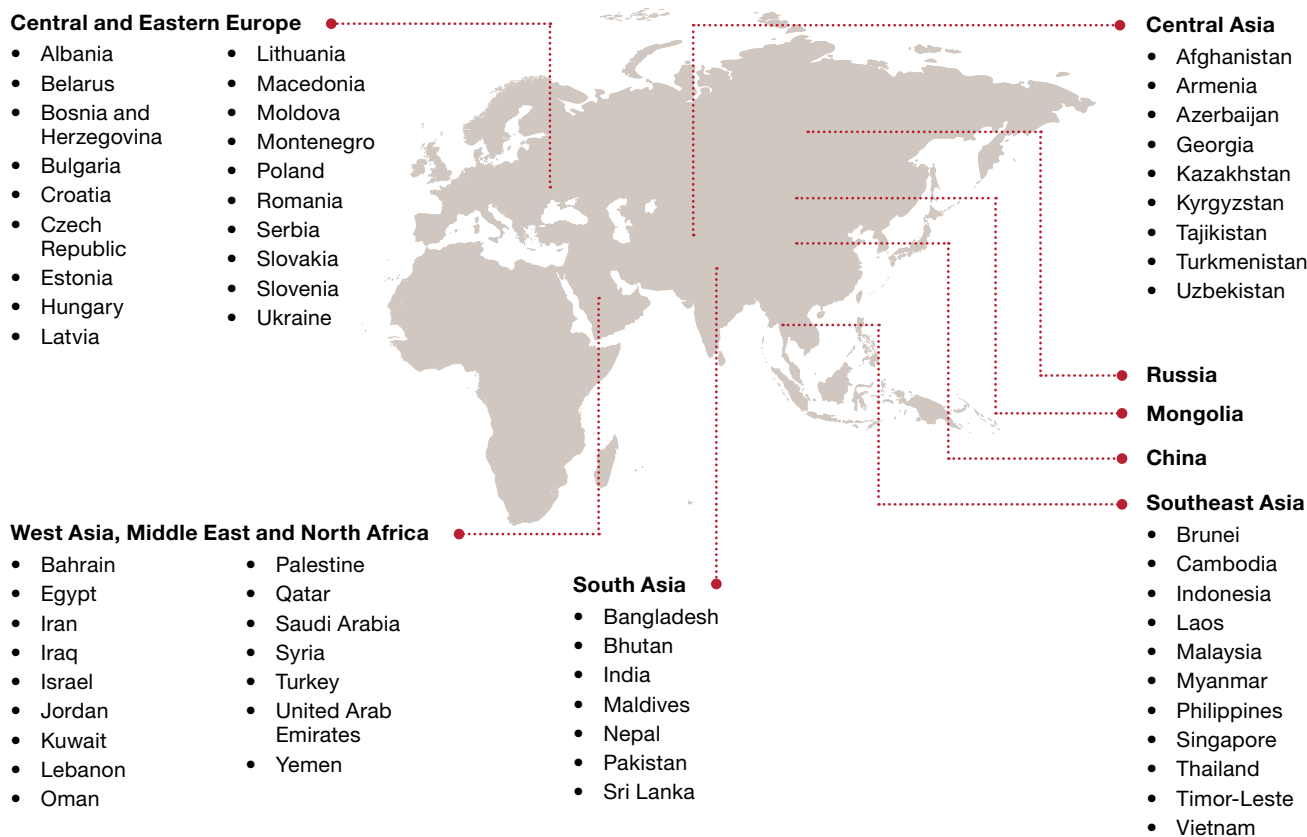 Central and Eastern Europe
• Albania
• Belarus
• Bosnia and
Herzegovina
• Bulgaria
• Croatia
• Czech
Republic
• Estonia
• Hungary
• Latvia
• Lithuania
• Macedonia
• Moldova
• Montenegro
• Poland
• Romania
• Serbia
• Slovakia
• Slovenia
• Ukraine
Central Asia
• Afghanistan
• Armenia
• Azerbaijan
• Georgia
• Kazakhstan
• Kyrgyzstan
• Tajikistan
• Turkmenistan
• Uzbekistan
Russia
Mongolia
China
West Asia, Middle East and North Africa
• Bahrain
• Egypt
• Iran
• Iraq
• Israel
• Jordan
• Kuwait
• Lebanon
• Oman
• Palestine
• Qatar
• Saudi Arabia
• Syria
• Turkey
• United Arab
Emirates
• Yemen
South Asia
• Bangladesh
• Bhutan
• India
• Maldives
• Nepal
• Pakistan
• Sri Lanka
Southeast Asia
• Brunei
• Cambodia
• Indonesia
• Laos
• Malaysia
• Myanmar
• Philippines
• Singapore
• Thailand
• Timor-Leste
• Vietnam